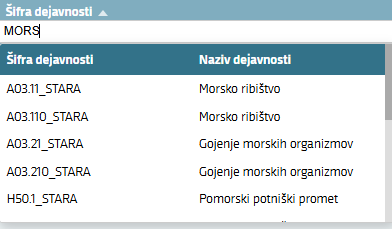 Šifra dejavnosti
MORS
Šifra dejavnosti Naziv dejavnosti
A03.11_STARA Morsko ribištvo
A03.110_STARA Morsko ribištvo
A03.21_STARA Gojenje morskih organizmov
A03.210_STARA Gojenje morskih organizmov
H50.1_STARA Pomorski potniški promet